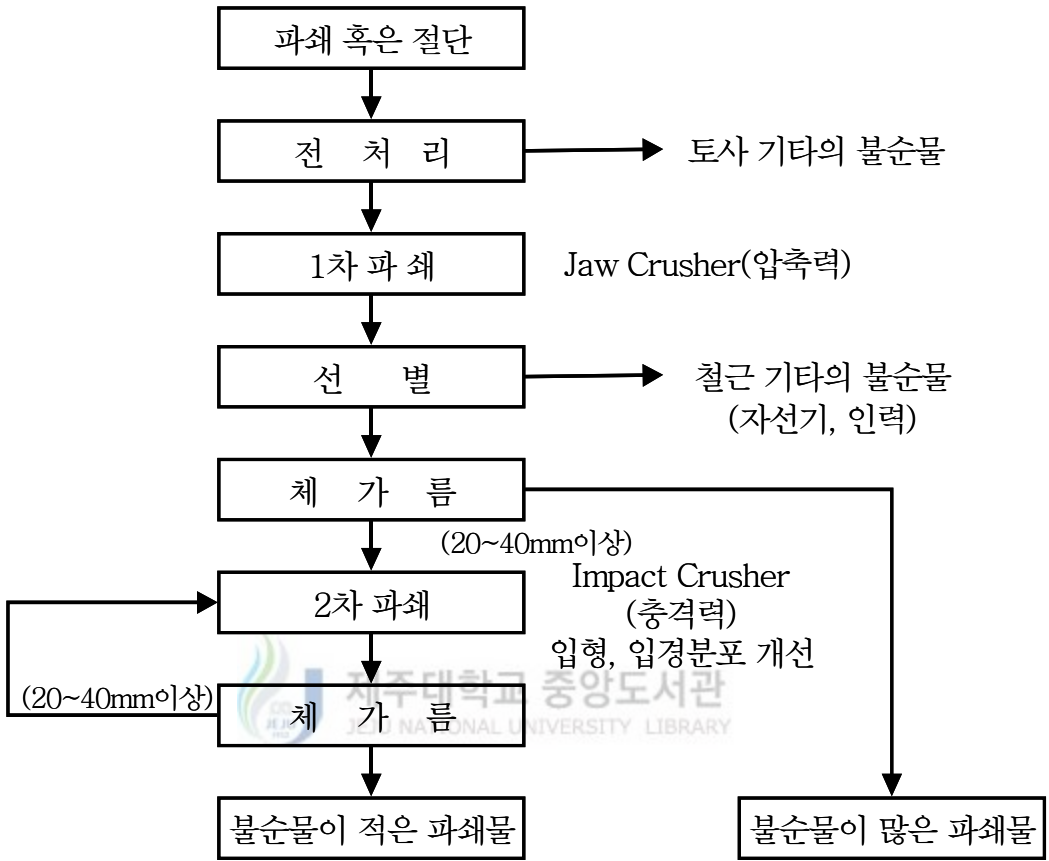 파쇄 혹은 절단
전 처 리
토사 기타의 불순물
1차 파 쇄
Jaw Crusher(압축력)
선 별
철근 기타의 불순물
(자선기, 인력)
체 가 름
(20~40mm이상)
2차 파쇄
Impact Crusher
(충격력)
입형, 입경분포 개선
(20~40mm이상)
체 가 름
제주대학교 중앙도서관
JEJU NATIONAL UNIVERSITY LIBRARY
불순물이 적은 파쇄물
불순물이 많은 파쇄물